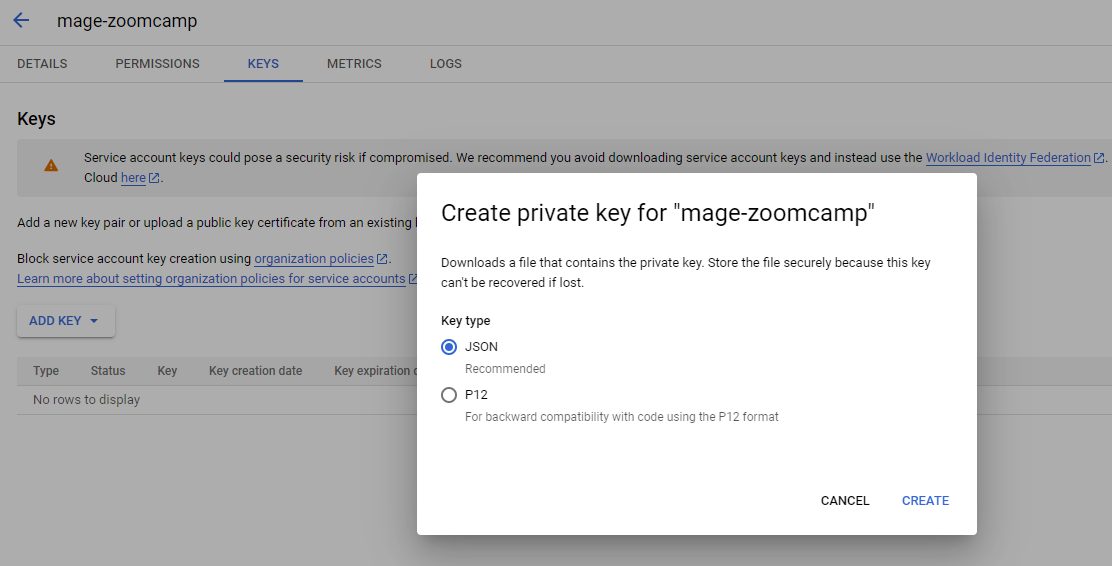 mage-zoomcamp
DETAILS PERMISSIONS KEYS METRICS LOGS
Keys
Service account keys could pose a security risk if compromised. We recommend you avoid downloading service account keys and instead use the Workload Identity Federation.
Cloud here.
Add a new key pair or upload a public key certificate from an existing
Block service account key creation using organization policies.
Learn more about setting organization policies for service accounts
ADD KEY
Type Status Key Key creation date Key expiration
No rows to display
Create private key for "mage-zoomcamp"
Downloads a file that contains the private key. Store the file securely because this key
can't be recovered if lost.
Key type
JSON
Recommended
P12
For backward compatibility with code using the P12 format
CANCEL CREATE